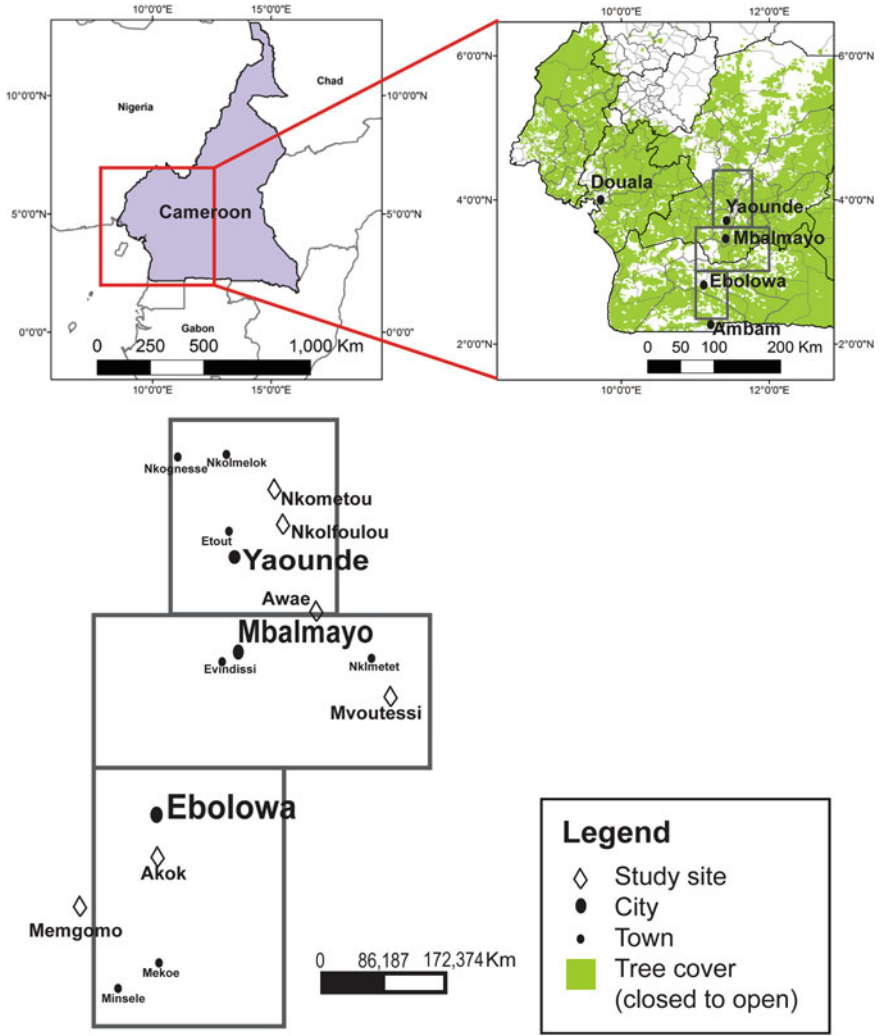 10°0'0"E 15°0'0"E
10°0'0"N
5°0'0"N
0°0'0"
Nigeria
Chad
Cameroon
Gabon
10°0'0"N
5°0'0"N
0°0'0"
0 250 500 1,000 Km
10°0'0"E 15°0'0"E
10°0'0"E 12°0'0"E
6°0'0"N
4°0'0"N
2°0'0"N
Douala
Yaounde
Mbalmayo
Ebolowa
Ambam
6°0'0"N
4°0'0"N
2°0'0"N
0 50 100 200 Km
10°0'0"E 12°0'0"E
Nkolmelok
Nkognesse
Nkometou
Nkolfoulou
Etout
Yaounde
Awae
Mbalmayo
Evindissi
Nklmetet
Mvoutessi
Ebolowa
Akok
Memgomo
Mekoe
Minsele
0 86,187 172,374 Km
Legend
Study site
City
Town
Tree cover
(closed to open)